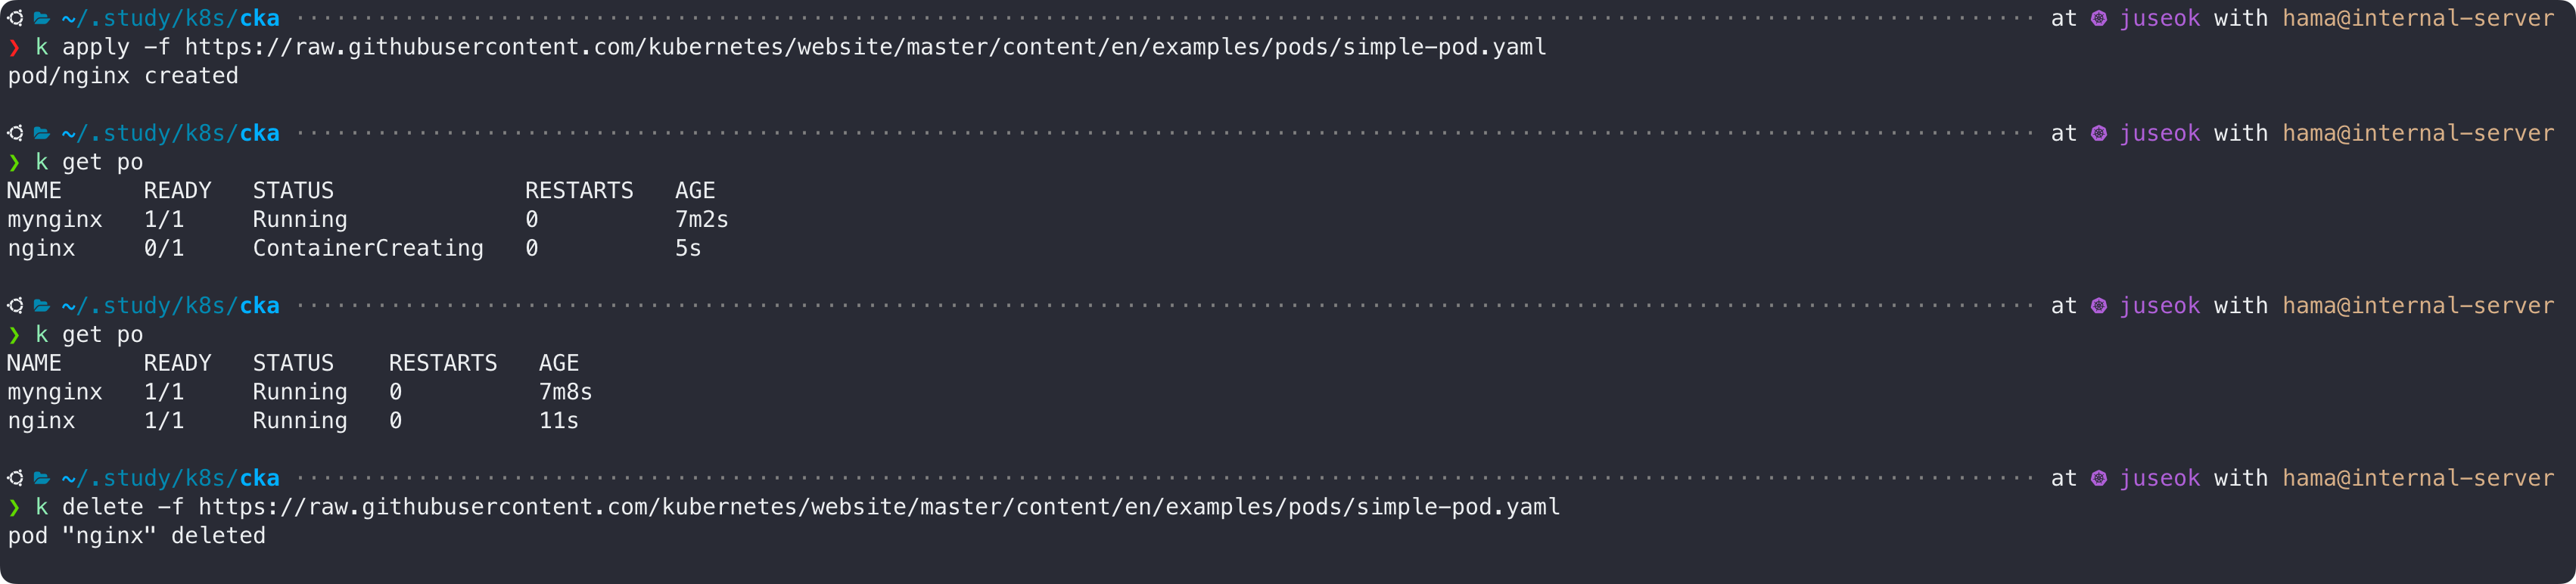 ~/.study/k8s/cka at juseok with hama@internal-server
❯ k apply -f https://raw.githubusercontent.com/kubernetes/website/master/content/en/examples/pods/simple-pod.yaml
pod/nginx created
~/.study/k8s/cka at juseok with hama@internal-server
❯ k get po
NAME READY STATUS RESTARTS AGE
mynginx 1/1 Running 0 7m2s
nginx 0/1 ContainerCreating 0 5s
~/.study/k8s/cka at juseok with hama@internal-server
❯ k get po
NAME READY STATUS RESTARTS AGE
mynginx 1/1 Running 0 7m8s
nginx 1/1 Running 0 11s
~/.study/k8s/cka at juseok with hama@internal-server
❯ k delete -f https://raw.githubusercontent.com/kubernetes/website/master/content/en/examples/pods/simple-pod.yaml
pod "nginx" deleted